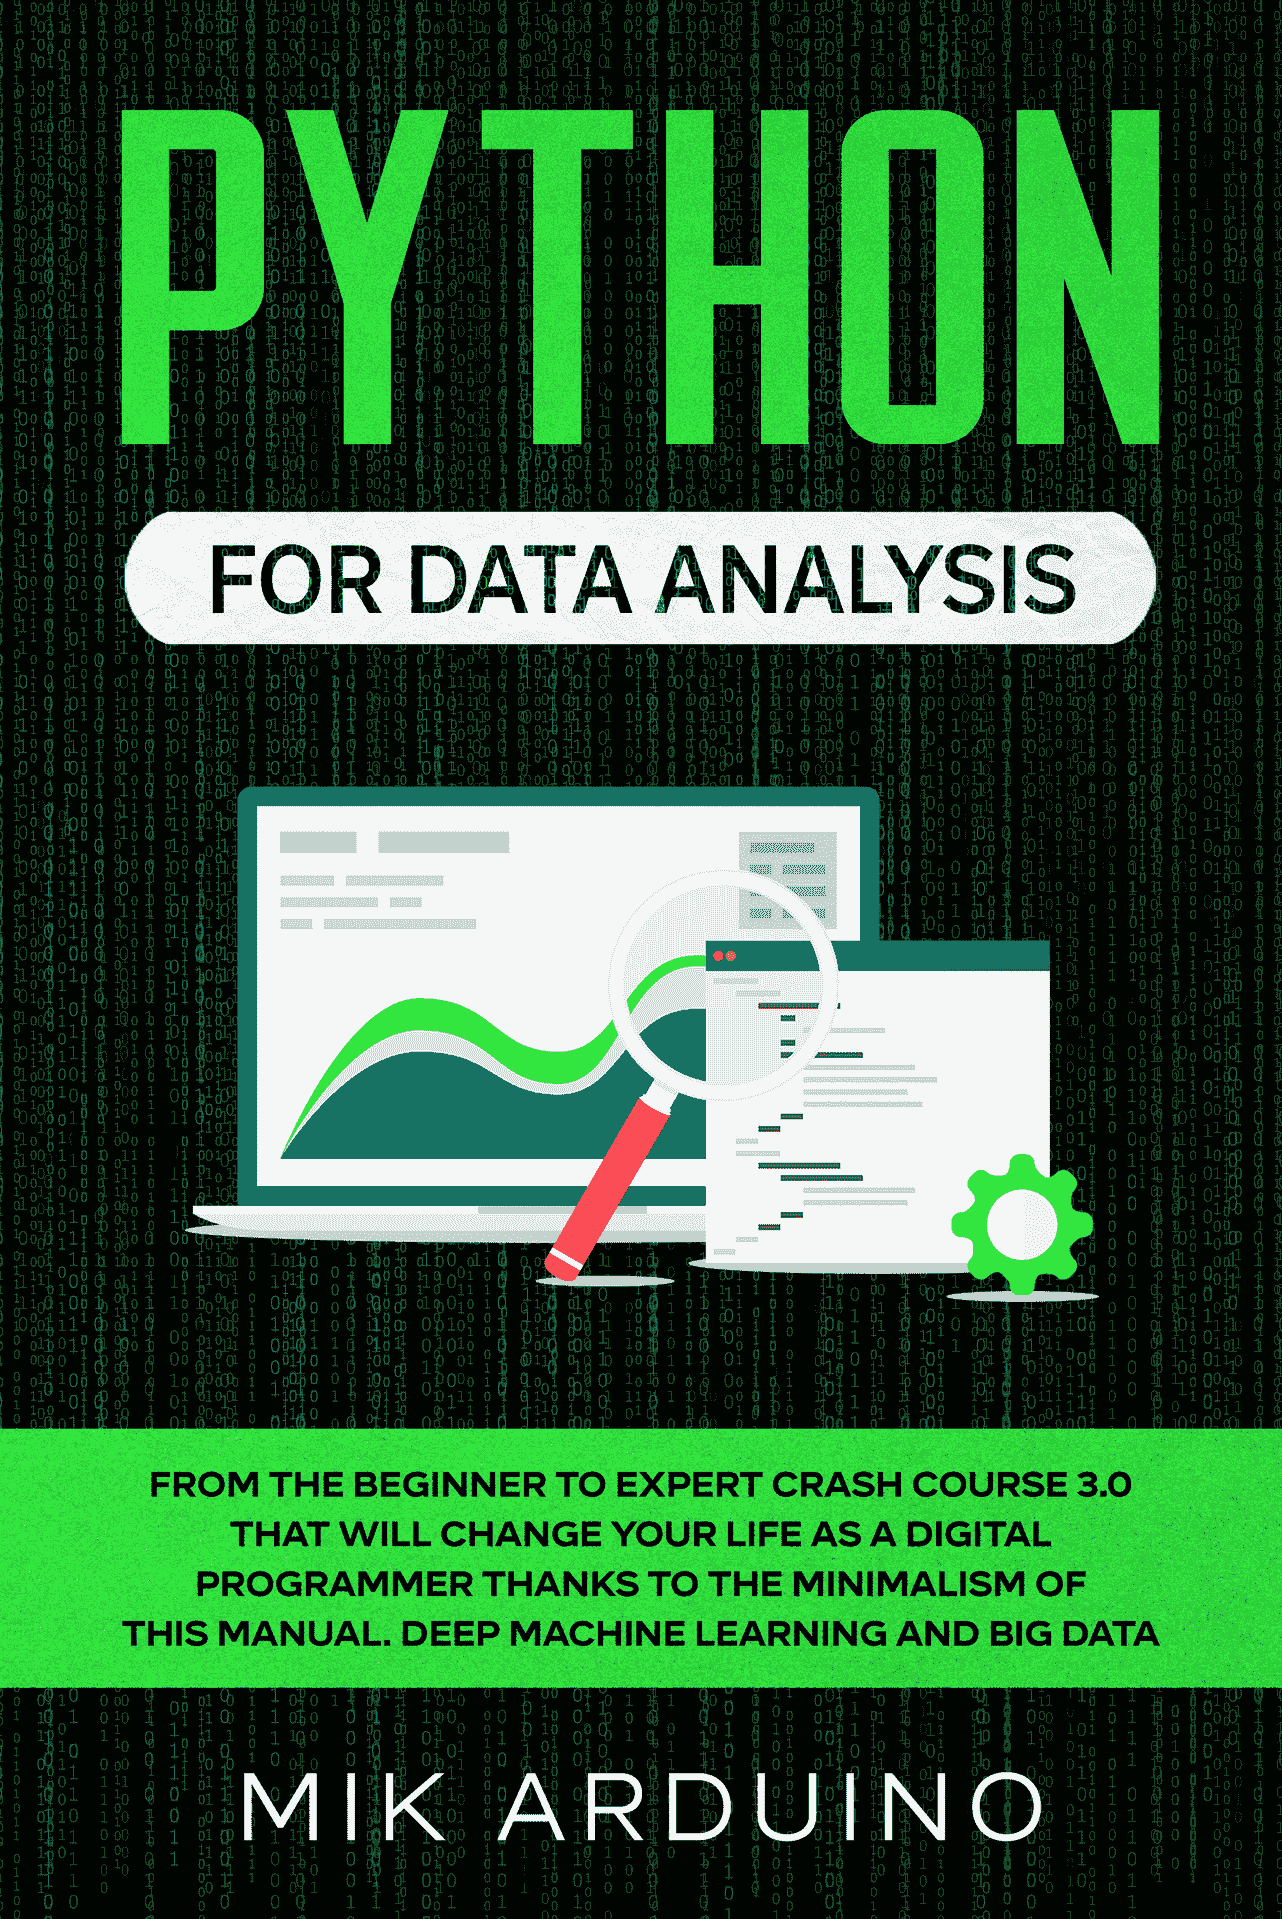 PYTHON
FOR DATA ANALYSIS
FROM THE BEGINNER TO EXPERT CRASH COURSE 3.0
THAT WILL CHANGE YOUR LIFE AS A DIGITAL
PROGRAMMER THANKS TO THE MINIMALISM OF
THIS MANUAL. DEEP MACHINE LEARNING AND BIG DATA
MIK ARDUINO